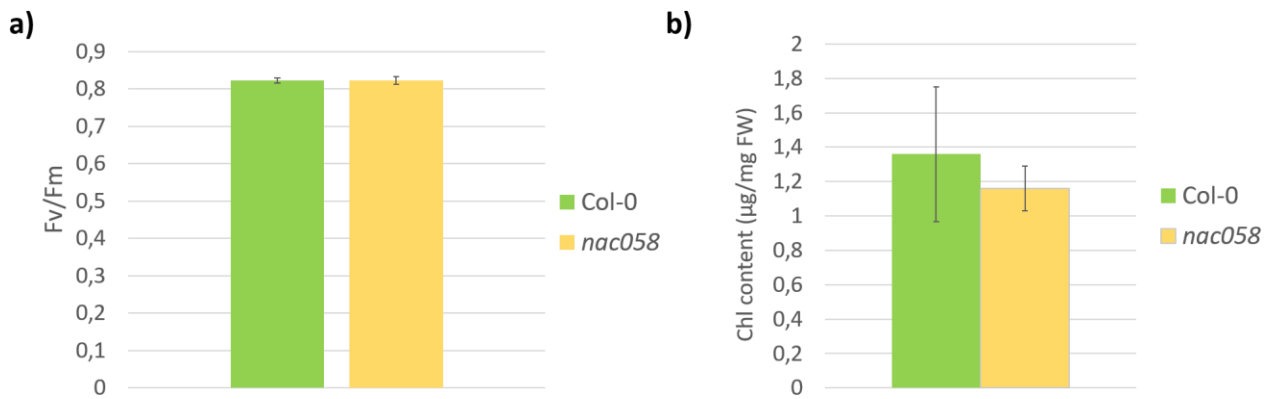 a)
Fv/Fm
0,9
0,8
0,7
0,6
0,5
0,4
0,3
0,2
0,1
0
Col-0
nac058
b)
Chl content (µg/mg FW)
2
1,8
1,6
1,4
1,2
1
0,8
0,6
0,4
0,2
0
Col-0
nac058